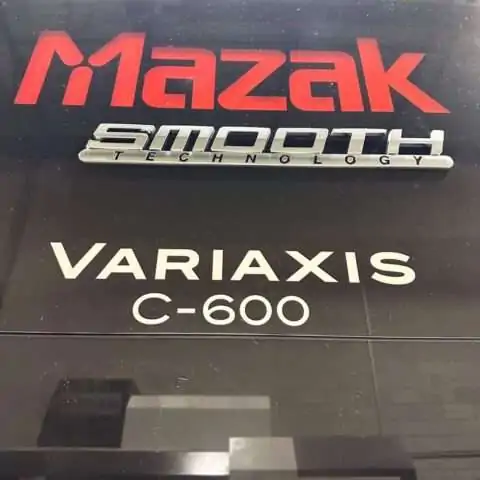 Mazak
SMOOTH
TECHNOLOGY
VARIAXIS
C-600